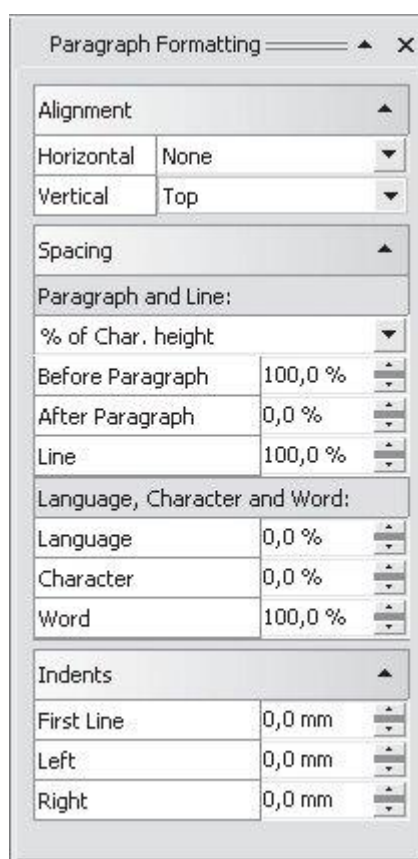 Paragraph Formatting
Alignment
Horizontal None
Vertical Top
Spacing
Paragraph and Line:
% of Char. height
Before Paragraph 100,0 %
After Paragraph 0,0 %
Line 100,0 %
Language, Character and Word:
Language 0,0 %
Character 0,0 %
Word 100,0 %
Indents
First Line 0,0 mm
Left 0,0 mm
Right 0,0 mm